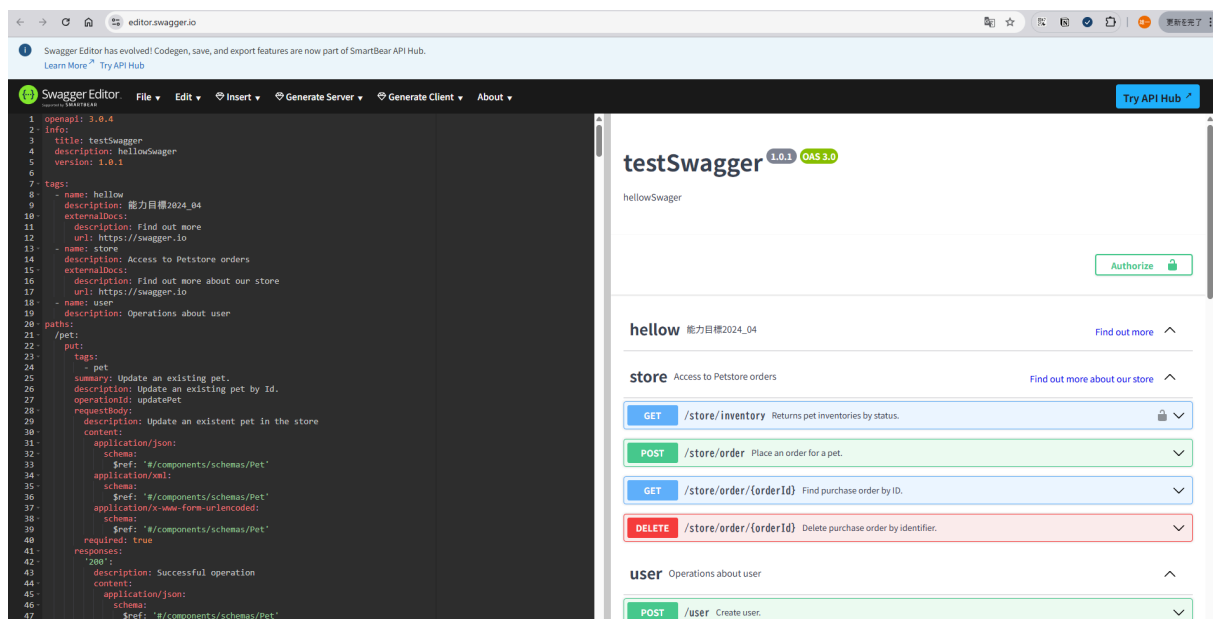 editor.swagger.io
更新を完了
Swagger Editor has evolved! Codegen, save, and export features are now part of SmartBear API Hub.
Learn More Try API Hub
Swagger Editor.
Supported by SMARTBEAR
File Edit Insert Generate Server Generate Client About
Try API Hub
1 openapi: 3.0.4
2 info:
3 title: testSwagger
4 description: hellowSwager
5 version: 1.0.1
6
7 tags:
8 - name: hellow
9 description: 能力目標2024_04
10 externalDocs:
11 description: Find out more
12 url: https://swagger.io
13 - name: store
14 description: Access to Petstore orders
15 externalDocs:
16 description: Find out more about our store
17 url: https://swagger.io
18 - name: user
19 description: Operations about user
20 paths:
21 /pet:
22 put:
23 tags:
24 - pet
25 summary: Update an existing pet.
26 description: Update an existing pet by Id.
27 operationId: updatePet
28 requestBody:
29 description: Update an existent pet in the store
30 content:
31 application/json:
32 schema:
33 $ref: '#/components/schemas/Pet'
34 application/xml:
35 schema:
36 $ref: '#/components/schemas/Pet'
37 application/x-www-form-urlencoded:
38 schema:
39 $ref: '#/components/schemas/Pet'
40 required: true
41 responses:
42 '200':
43 description: Successful operation
44 content:
45 application/json:
46 schema:
47 $ref: '#/components/schemas/Pet'
testSwagger 1.0.1 OAS 3.0
hellowSwager
Authorize
hellow 能力目標2024_04 Find out more
store Access to Petstore orders Find out more about our store
GET /store/inventory Returns pet inventories by status.
POST /store/order Place an order for a pet.
GET /store/order/{orderId} Find purchase order by ID.
DELETE /store/order/{orderId} Delete purchase order by identifier.
user Operations about user
POST /user Create user.